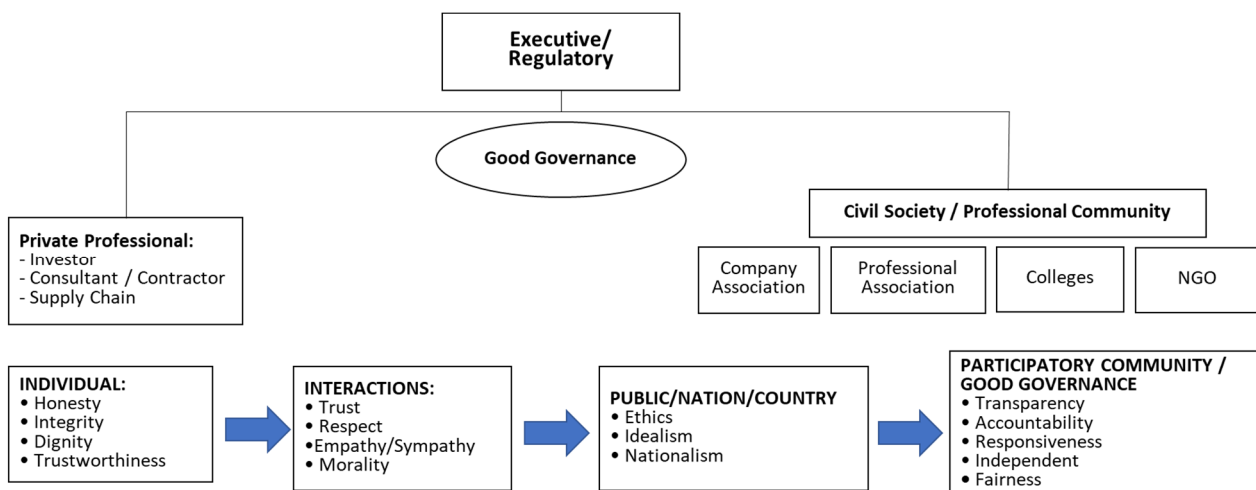 Executive/
Regulatory
Good Governance
Private Professional:
- Investor
- Consultant / Contractor
- Supply Chain
Civil Society / Professional Community
Company
Association
Professional
Association
Colleges
NGO
INDIVIDUAL:
• Honesty
• Integrity
• Dignity
• Trustworthiness
INTERACTIONS:
• Trust
• Respect
•Empathy/Sympathy
• Morality
PUBLIC/NATION/COUNTRY
• Ethics
• Idealism
• Nationalism
PARTICIPATORY COMMUNITY /
GOOD GOVERNANCE
• Transparency
• Accountability
• Responsiveness
• Independent
• Fairness